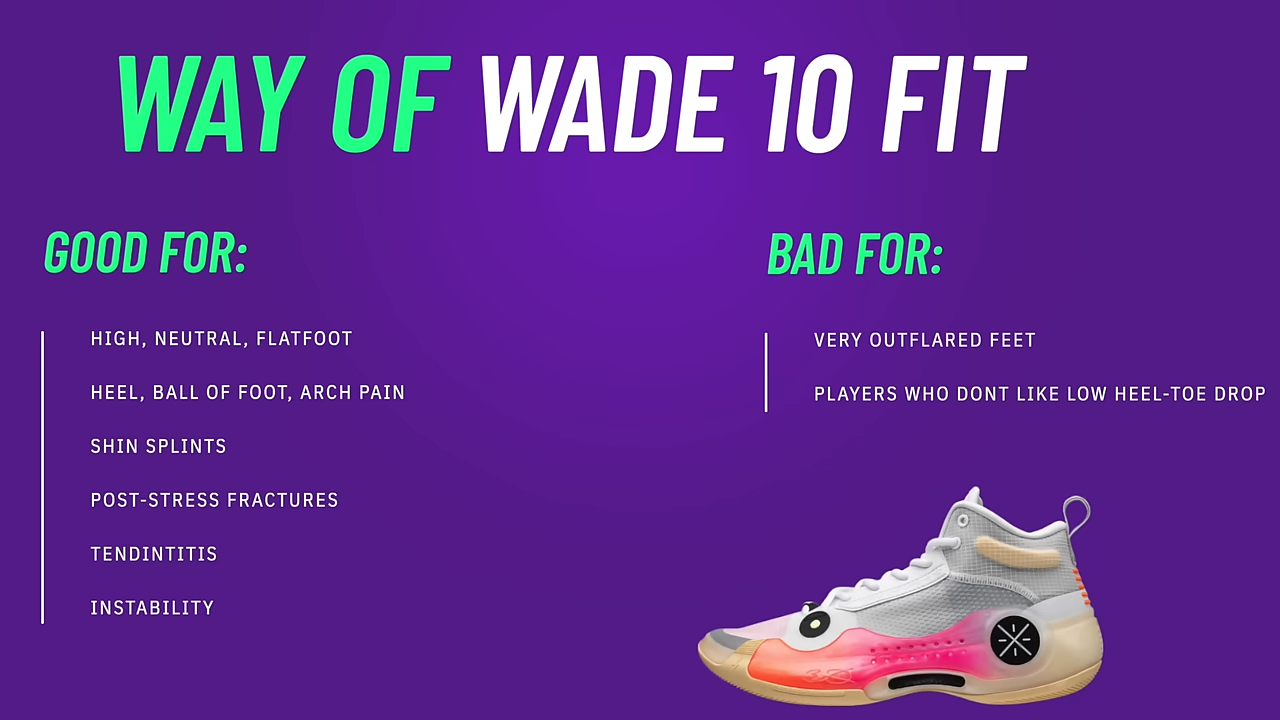 WAY OF WADE 10 FIT
GOOD FOR:
HIGH, NEUTRAL, FLATFOOT
HEEL, BALL OF FOOT, ARCH PAIN
SHIN SPLINTS
POST-STRESS FRACTURES
TENDINTITIS
INSTABILITY
BAD FOR:
VERY OUTFLARED FEET
PLAYERS WHO DONT LIKE LOW HEEL-TOE DROP